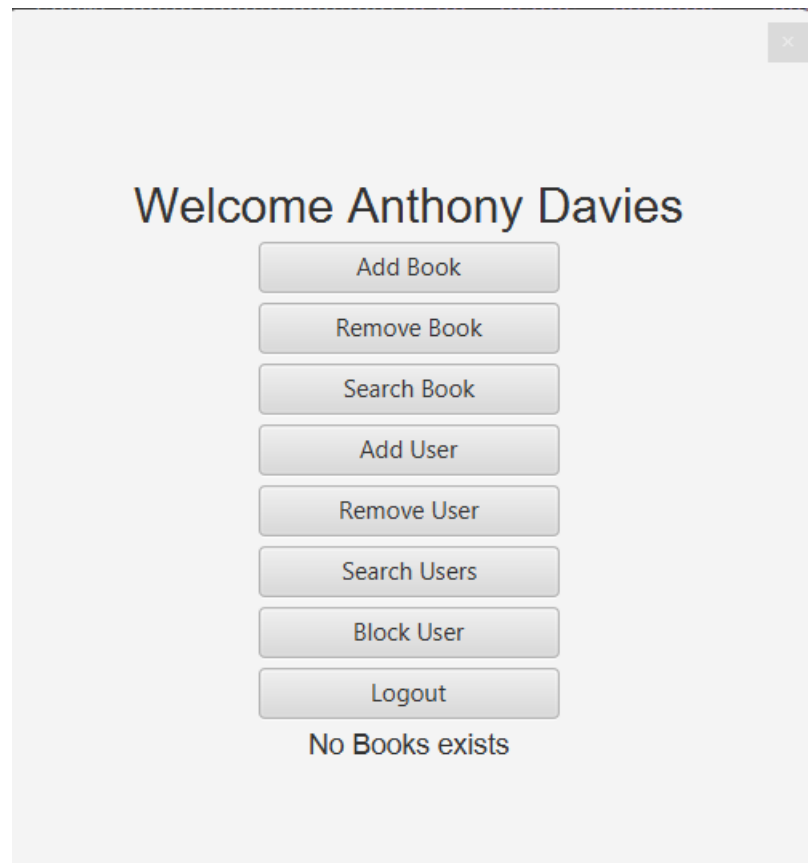 Welcome Anthony Davies
Add Book
Remove Book
Search Book
Add User
Remove User
Search Users
Block User
Logout
No Books exists